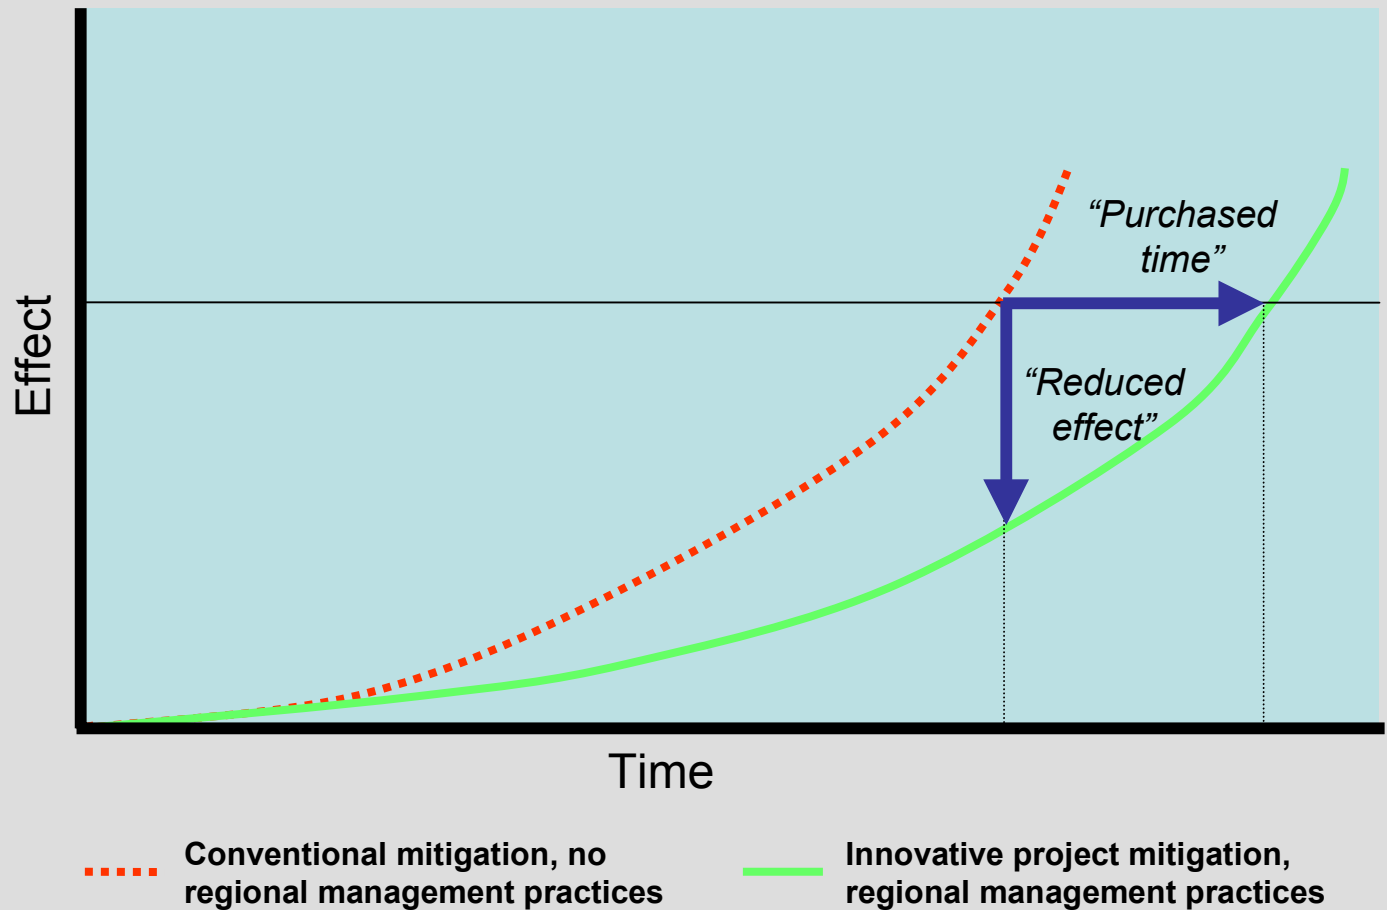 “Purchased
time”
Effect
“Reduced
effect”
Time
Conventional mitigation, no
regional management practices
Innovative project mitigation,
regional management practices